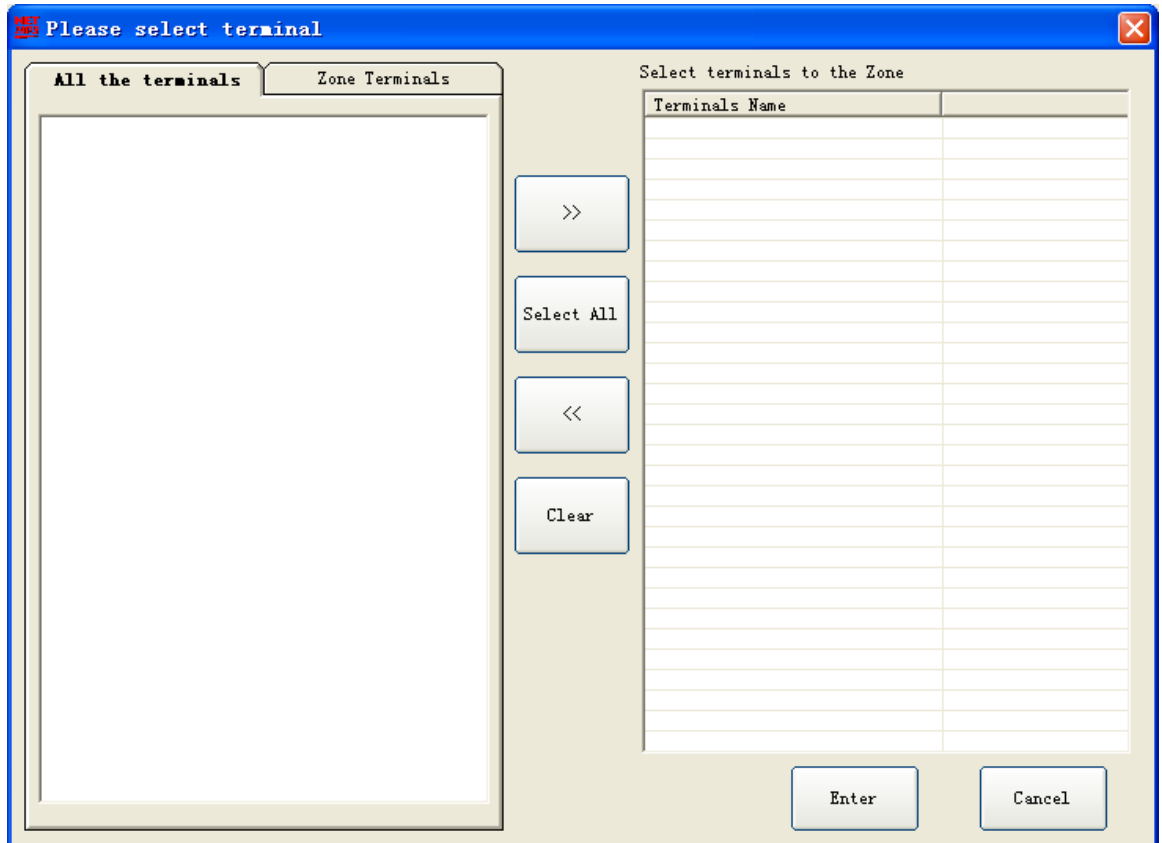 Please select terminal
All the terminals
Zone Terminals
Select terminals to the Zone
Terminals Name
>>
Select All
<<
Clear
Enter
Cancel